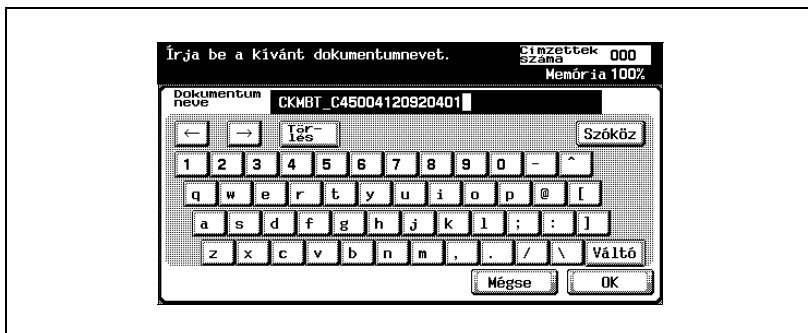 Írja be a kívánt dokumentumnevet.
Címzettek száma 000
Memória 100%
Dokumentum neve CKMBT_C45004120920401
← → Tör-lés Szóköz
1 2 3 4 5 6 7 8 9 0 - ^
q w e r t y u i o p @ [
a s d f g h j k l ; : ]
z x c v b n m , . / \ Váltó
Mégse OK